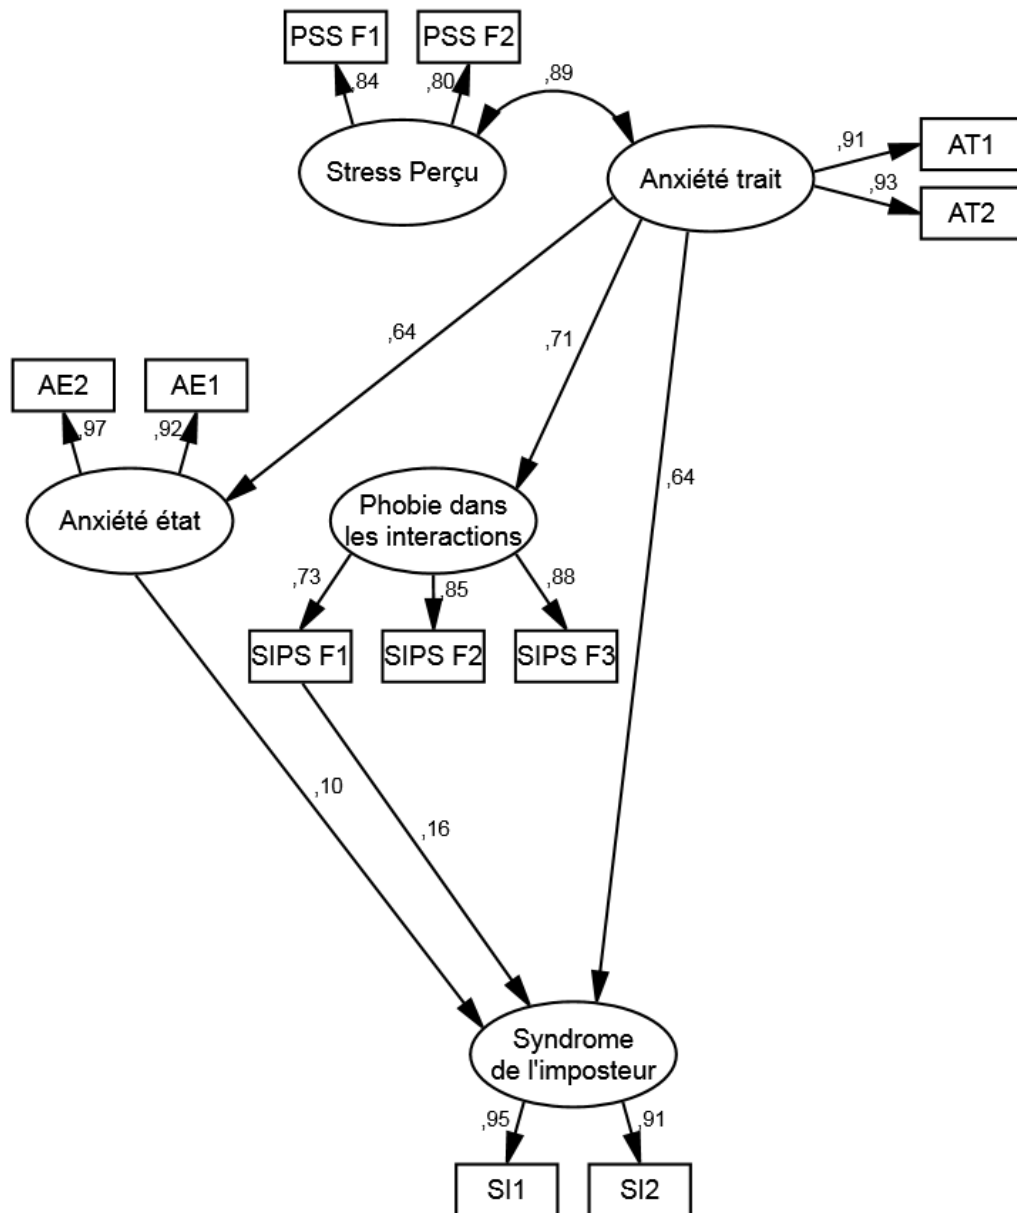 PSS F1
PSS F2
,84
,80
,89
Stress Perçu
Anxiété trait
,91
AT1
,93
AT2
,64
,71
,64
AE2
AE1
,97
,92
Anxiété état
Phobie dans
les interactions
,73
,85
,88
SIPS F1
SIPS F2
SIPS F3
,10
,16
Syndrome
de l'imposteur
,95
,91
SI1
SI2